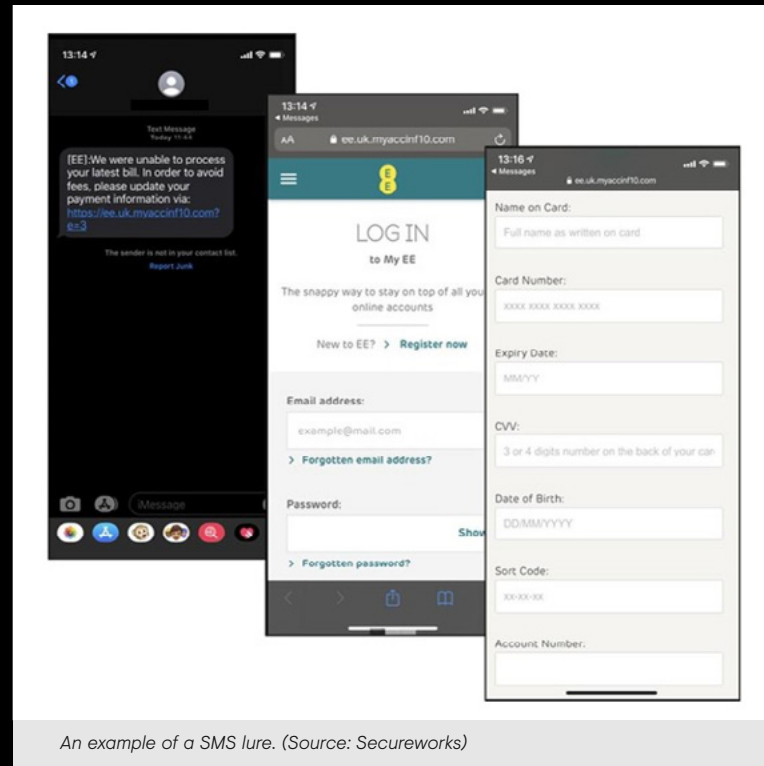 13:14
Text Message
Today 11:44
[EE]:We were unable to process
your latest bill. In order to avoid
fees, please update your
payment information via:
https://ee.uk.myaccinf10.com?
e=3
The sender is not in your contact list.
Report Junk
iMessage
13:14
Messages
AA ee.uk.myaccinf10.com
EE
LOG IN
to My EE
The snappy way to stay on top of all you
online accounts
New to EE? > Register now
Email address:
example@mail.com
> Forgotten email address?
Password:
Show
> Forgotten password?
13:16
Messages
ee.uk.myaccinf10.com
Name on Card:
Full name as written on card
Card Number:
xxxx xxxx xxxx xxxx
Expiry Date:
MM/YY
CVV:
3 or 4 digits number on the back of your car
Date of Birth:
DD/MM/YYYY
Sort Code:
xx-xx-xx
Account Number:
An example of a SMS lure. (Source: Secureworks)